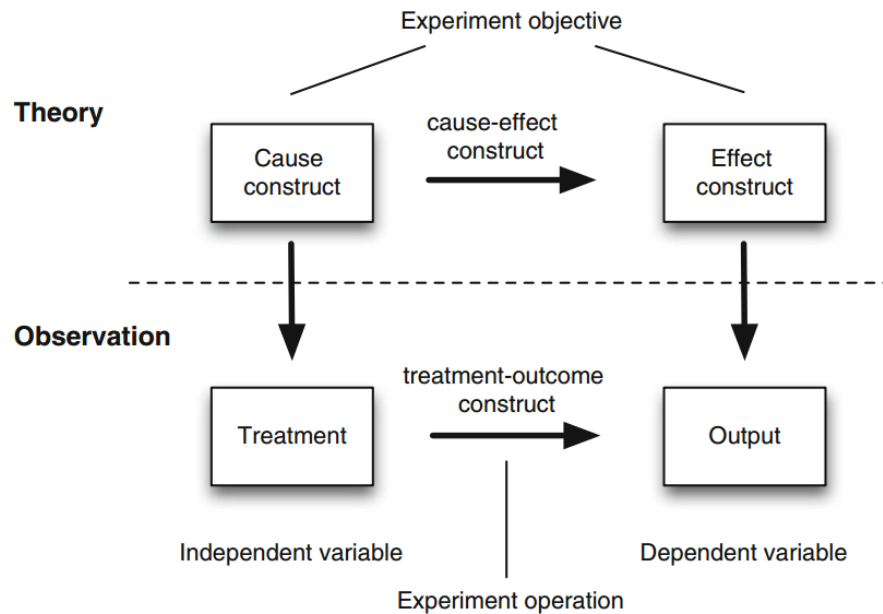 Experiment objective
Theory
cause-effect
construct
Cause
construct
Effect
construct
Observation
treatment-outcome
construct
Treatment
Output
Independent variable
Dependent variable
Experiment operation